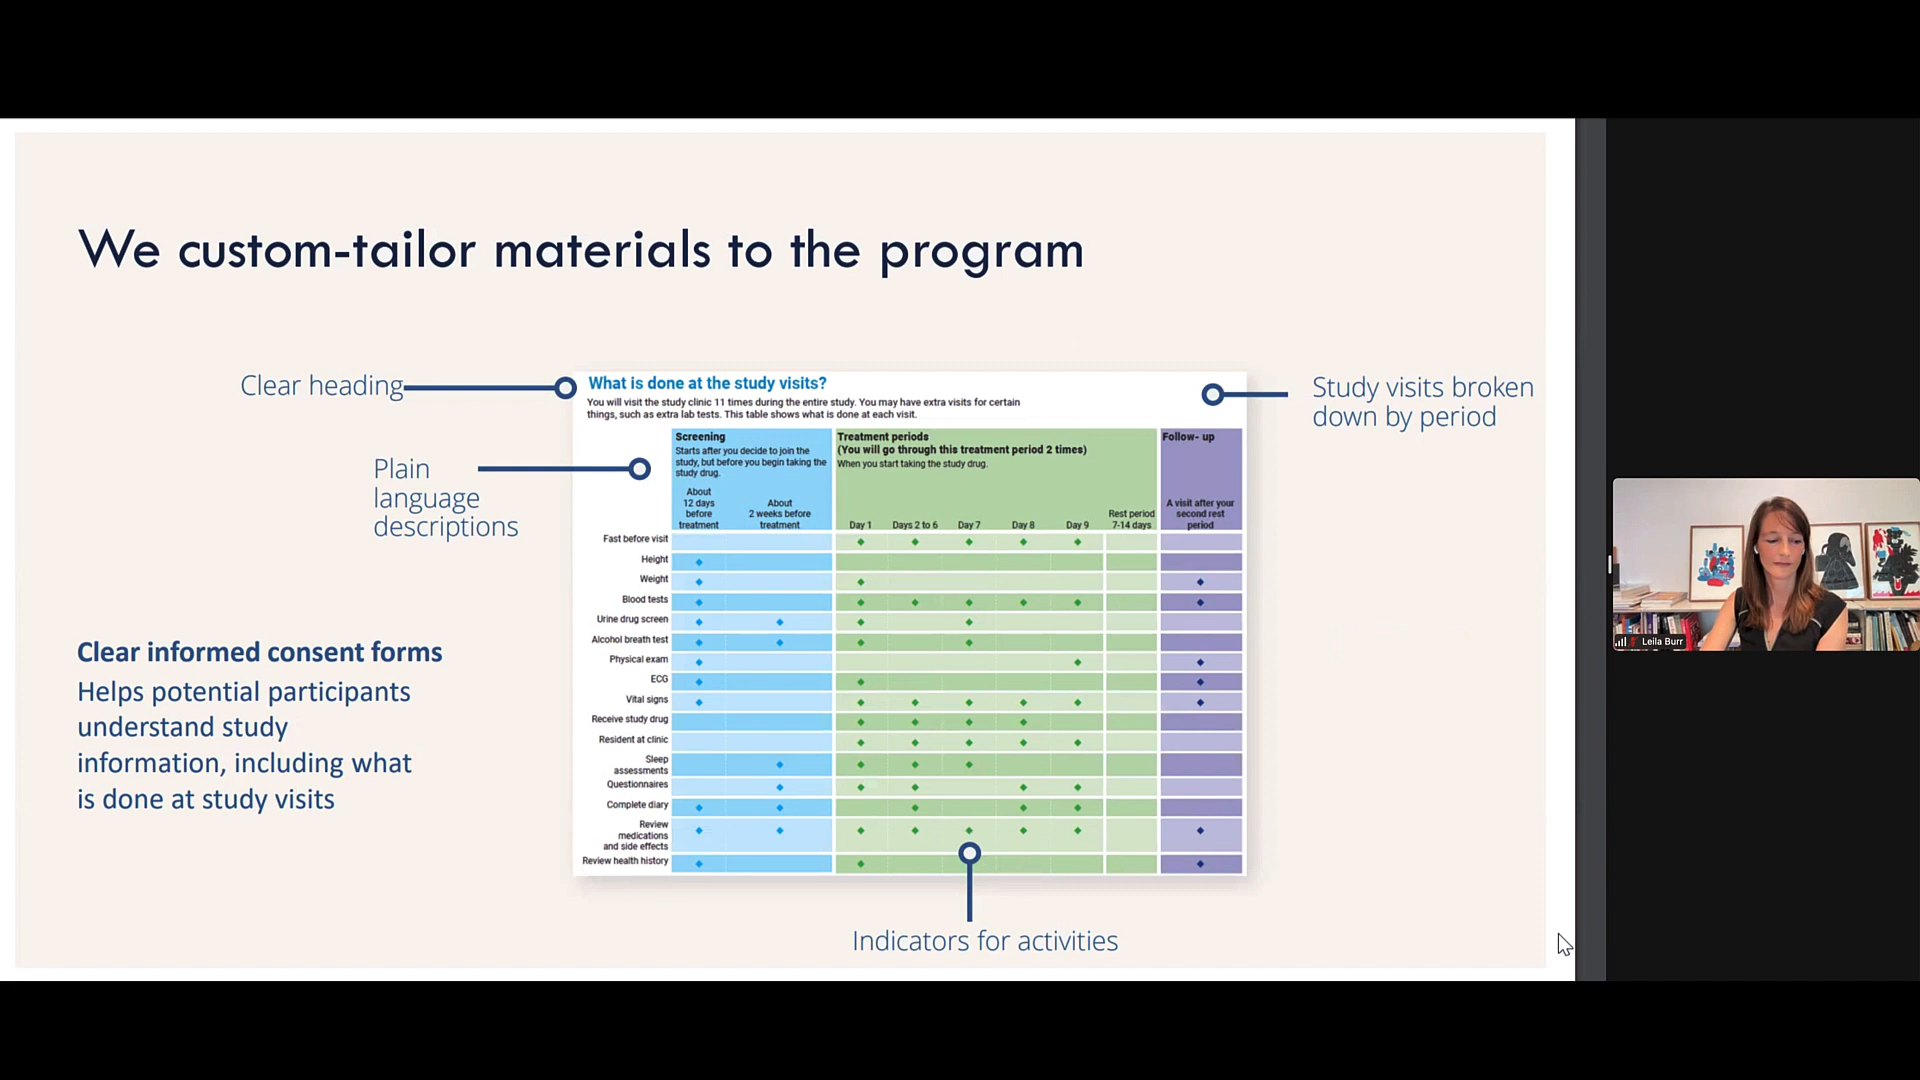 We custom-tailor materials to the program
Clear heading
Plain
language
descriptions
Clear informed consent forms
Helps potential participants
understand study
information, including what
is done at study visits
What is done at the study visits?
You will visit the study clinic 11 times during the entire study. You may have extra visits for certain
things, such as extra lab tests. This table shows what is done at each visit.
Screening
Starts after you decide to join the
study, but before you begin taking the
study drug.
About
12 days
before
treatment
About
2 weeks before
treatment
Treatment periods
(You will go through this treatment period 2 times)
When you start taking the study drug.
Day 1 Days 2 to 6 Day 7 Day 8 Day 9
Rest period
7-14 days
Follow- up
A visit after your
second rest
period
Fast before visit
Height
Weight
Blood tests
Urine drug screen
Alcohol breath test
Physical exam
ECG
Vital signs
Receive study drug
Resident at clinic
Sleep
assessments
Questionnaires
Complete diary
Review
medications
and side effects
Review health history
Study visits broken
down by period
Indicators for activities
Leila Burr